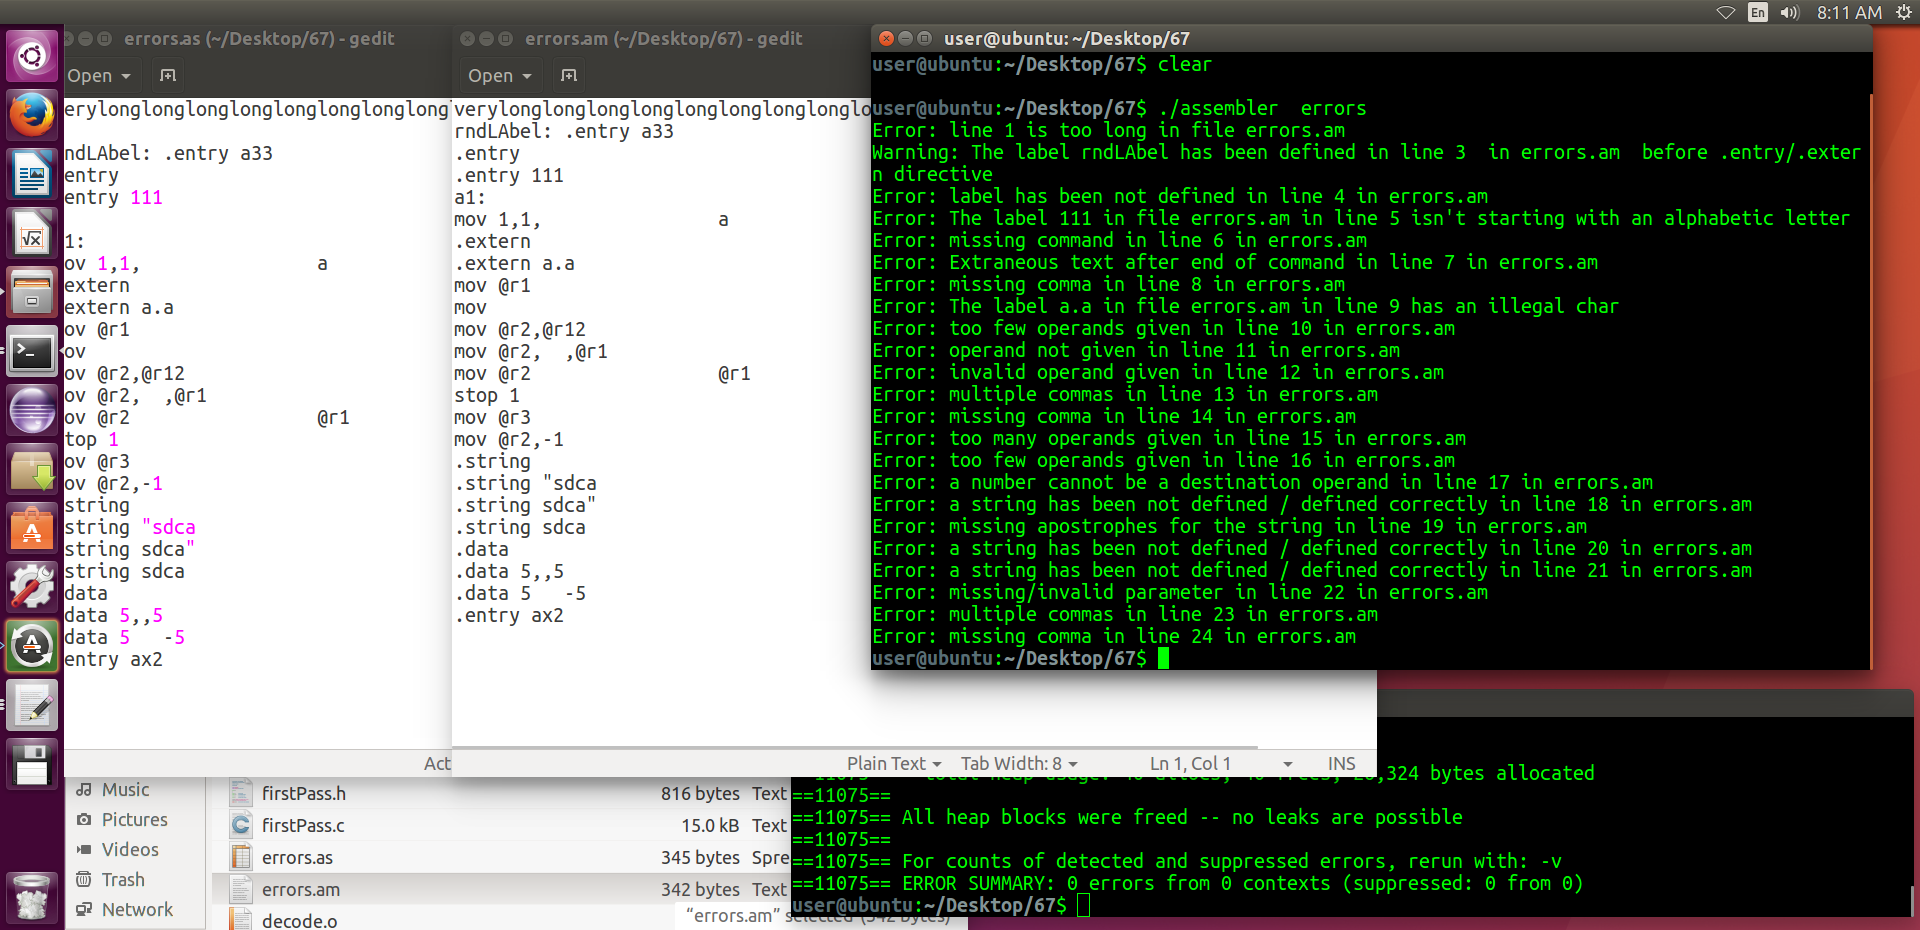 En 8:11 AM
errors.as (~/Desktop/67) - gedit
Open
erylonglonglonglonglonglonglonglong
ndLAbel: .entry a33
entry
entry 111
1:
ov 1,1, a
extern
extern a.a
ov @r1
ov
ov @r2,@r12
ov @r2, ,@r1
ov @r2 @r1
top 1
ov @r3
ov @r2,-1
string
string "sdca
string sdca"
string sdca
data
data 5,,5
data 5 -5
entry ax2
Act
errors.am (~/Desktop/67) - gedit
Open
verylonglonglonglonglonglonglonglonglo
rndLAbel: .entry a33
.entry
.entry 111
a1:
mov 1,1, a
.extern
.extern a.a
mov @r1
mov
mov @r2,@r12
mov @r2, ,@r1
mov @r2 @r1
stop 1
mov @r3
mov @r2,-1
.string
.string "sdca
.string sdca"
.string sdca
.data
.data 5,,5
.data 5 -5
.entry ax2
Plain Text Tab Width: 8 Ln 1, Col 1 INS
user@ubuntu: ~/Desktop/67
user@ubuntu:~/Desktop/67$ clear
user@ubuntu:~/Desktop/67$ ./assembler errors
Error: line 1 is too long in file errors.am
Warning: The label rndLAbel has been defined in line 3 in errors.am before .entry/.exter
n directive
Error: label has been not defined in line 4 in errors.am
Error: The label 111 in file errors.am in line 5 isn't starting with an alphabetic letter
Error: missing command in line 6 in errors.am
Error: Extraneous text after end of command in line 7 in errors.am
Error: missing comma in line 8 in errors.am
Error: The label a.a in file errors.am in line 9 has an illegal char
Error: too few operands given in line 10 in errors.am
Error: operand not given in line 11 in errors.am
Error: invalid operand given in line 12 in errors.am
Error: multiple commas in line 13 in errors.am
Error: missing comma in line 14 in errors.am
Error: too many operands given in line 15 in errors.am
Error: too few operands given in line 16 in errors.am
Error: a number cannot be a destination operand in line 17 in errors.am
Error: a string has been not defined / defined correctly in line 18 in errors.am
Error: missing apostrophes for the string in line 19 in errors.am
Error: a string has been not defined / defined correctly in line 20 in errors.am
Error: a string has been not defined / defined correctly in line 21 in errors.am
Error: missing/invalid parameter in line 22 in errors.am
Error: multiple commas in line 23 in errors.am
Error: missing comma in line 24 in errors.am
user@ubuntu:~/Desktop/67$
Music
Pictures
Videos
Trash
Network
firstPass.h 816 bytes Text
firstPass.c 15.0 kB Text
errors.as 345 bytes Spre
errors.am 342 bytes Text
decode.o
"errors.am" selected (342 bytes)
324 bytes allocated
==11075==
==11075== All heap blocks were freed -- no leaks are possible
==11075==
==11075== For counts of detected and suppressed errors, rerun with: -v
==11075== ERROR SUMMARY: 0 errors from 0 contexts (suppressed: 0 from 0)
user@ubuntu:~/Desktop/67$